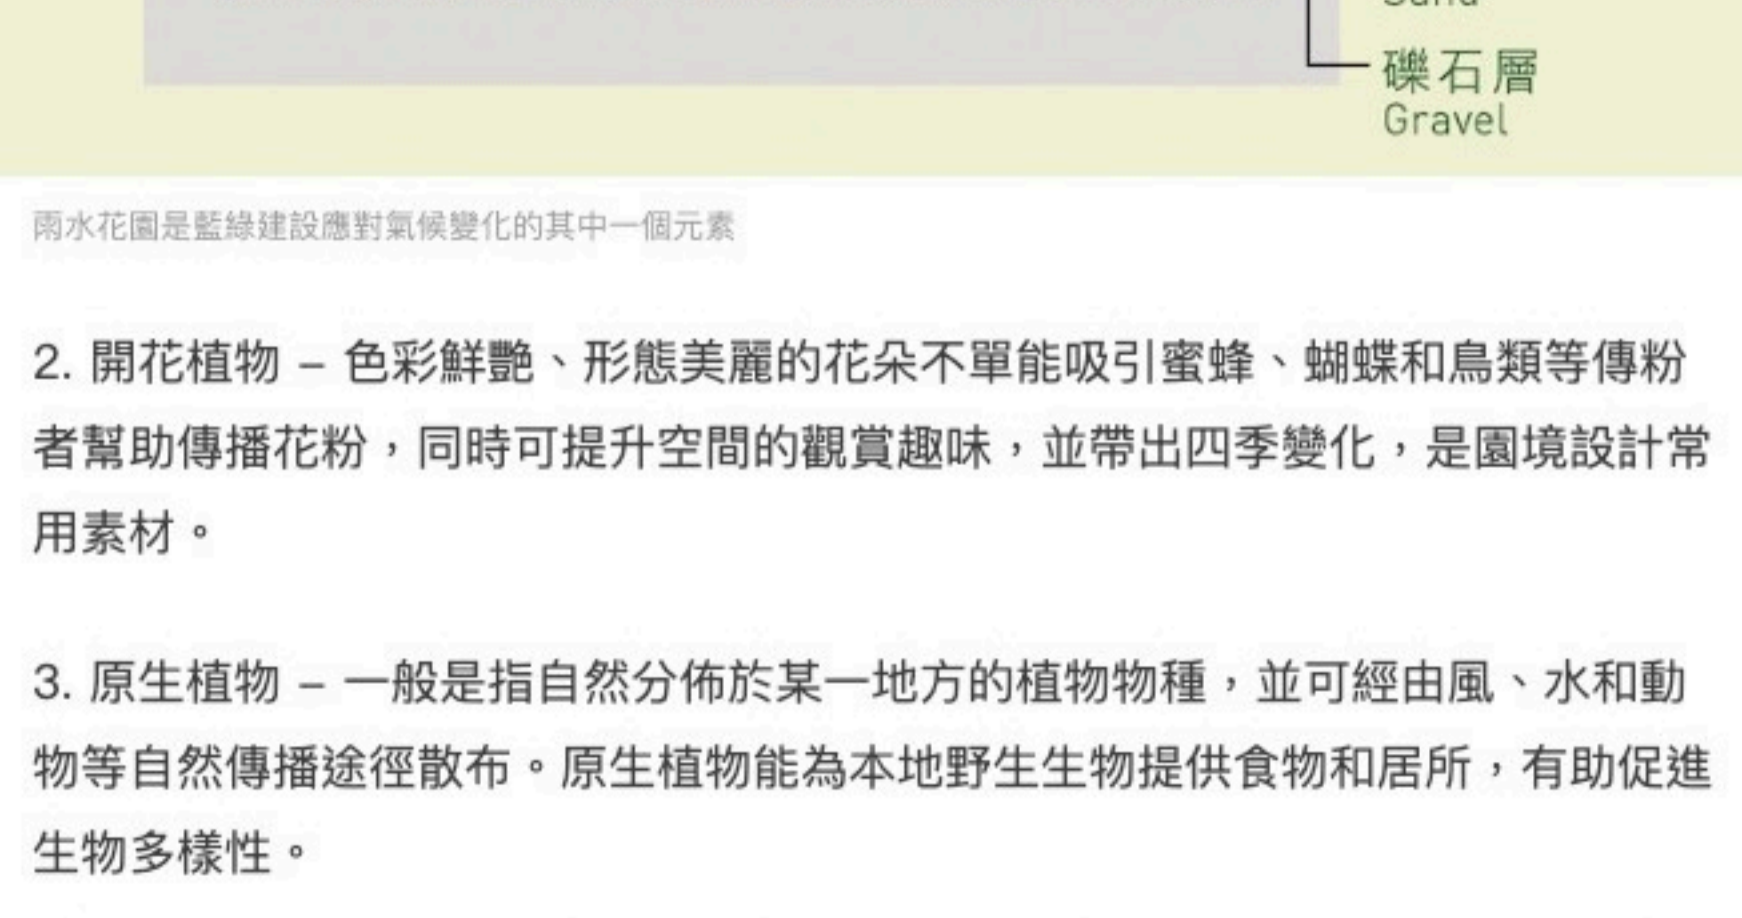 礫石層
Gravel
雨水花園是藍綠建設應對氣候變化的其中一個元素
2. 開花植物 – 色彩鮮艷、形態美麗的花朵不單能吸引蜜蜂、蝴蝶和鳥類等傳粉
者幫助傳播花粉，同時可提升空間的觀賞趣味，並帶出四季變化，是園境設計常
用素材。
3. 原生植物 – 一般是指自然分佈於某一地方的植物物種，並可經由風、水和動
物等自然傳播途徑散布。原生植物能為本地野生生物提供食物和居所，有助促進
生物多樣性。